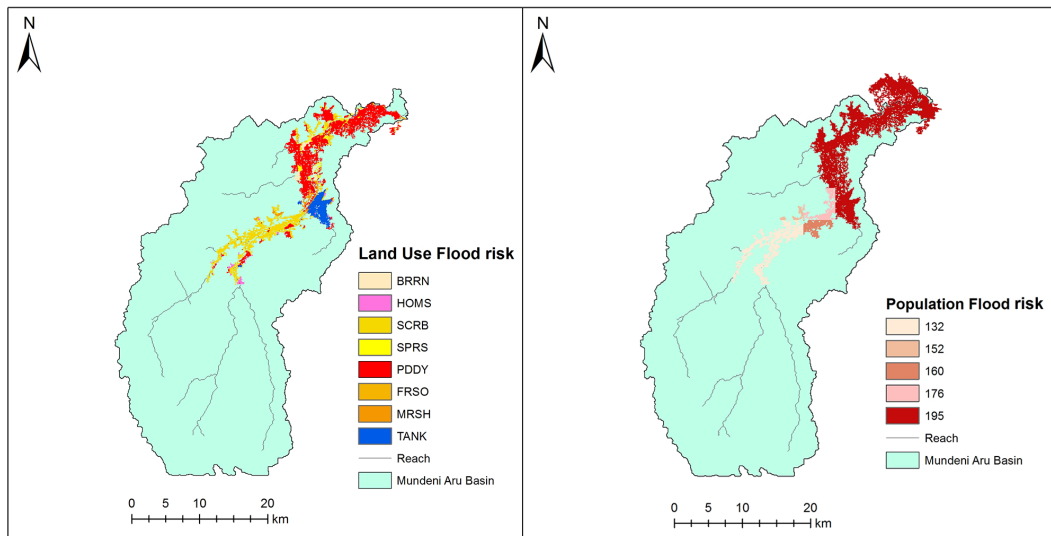 N
Land Use Flood risk
BRRN
HOMS
SCRB
SPRS
PDDY
FRSO
MRSH
TANK
Reach
Mundeni Aru Basin
0 5 10 20
km
N
Population Flood risk
132
152
160
176
195
Reach
Mundeni Aru Basin
0 5 10 20
km